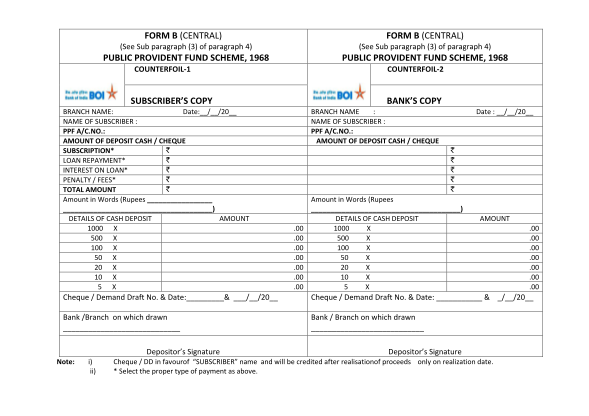 FORM B (CENTRAL) FORM B (CENTRAL)
(See Sub paragraph (3) of paragraph 4) (See Sub paragraph (3) of paragraph 4)
PUBLIC PROVIDENT FUND SCHEME, 1968 PUBLIC PROVIDENT FUND SCHEME, 1968
COUNTERFOIL-1 COUNTERFOIL-2
Bank of India BOI Bank of India BOI
SUBSCRIBER'S COPY BANK'S COPY
BRANCH NAME: Date:__/__/20__ BRANCH NAME : Date : __/__/20__
NAME OF SUBSCRIBER : NAME OF SUBSCRIBER :
PPF A/C.NO.: PPF A/C.NO.:
AMOUNT OF DEPOSIT CASH / CHEQUE AMOUNT OF DEPOSIT CASH / CHEQUE
SUBSCRIPTION* ₹ ₹
LOAN REPAYMENT* ₹ ₹
INTEREST ON LOAN* ₹ ₹
PENALTY / FEES* ₹ ₹
TOTAL AMOUNT ₹ ₹
Amount in Words (Rupees ________________ Amount in Words (Rupees
____________________________________) ____________________________________)
DETAILS OF CASH DEPOSIT AMOUNT DETAILS OF CASH DEPOSIT AMOUNT
1000 X .00 1000 X .00
500 X .00 500 X .00
100 X .00 100 X .00
50 X .00 50 X .00
20 X .00 20 X .00
10 X .00 10 X .00
5 X .00 5 X .00
Cheque / Demand Draft No. & Date:_________& ___/__/20__ Cheque / Demand Draft No. & Date: __________ & _/__/20__
Bank /Branch on which drawn Bank /Branch on which drawn
____________________________ ____________________________
Depositor's Signature Depositor's Signature
Note: i) Cheque / DD in favourof "SUBSCRIBER" name and will be credited after realisationof proceeds only on realization date.
ii) * Select the proper type of payment as above.